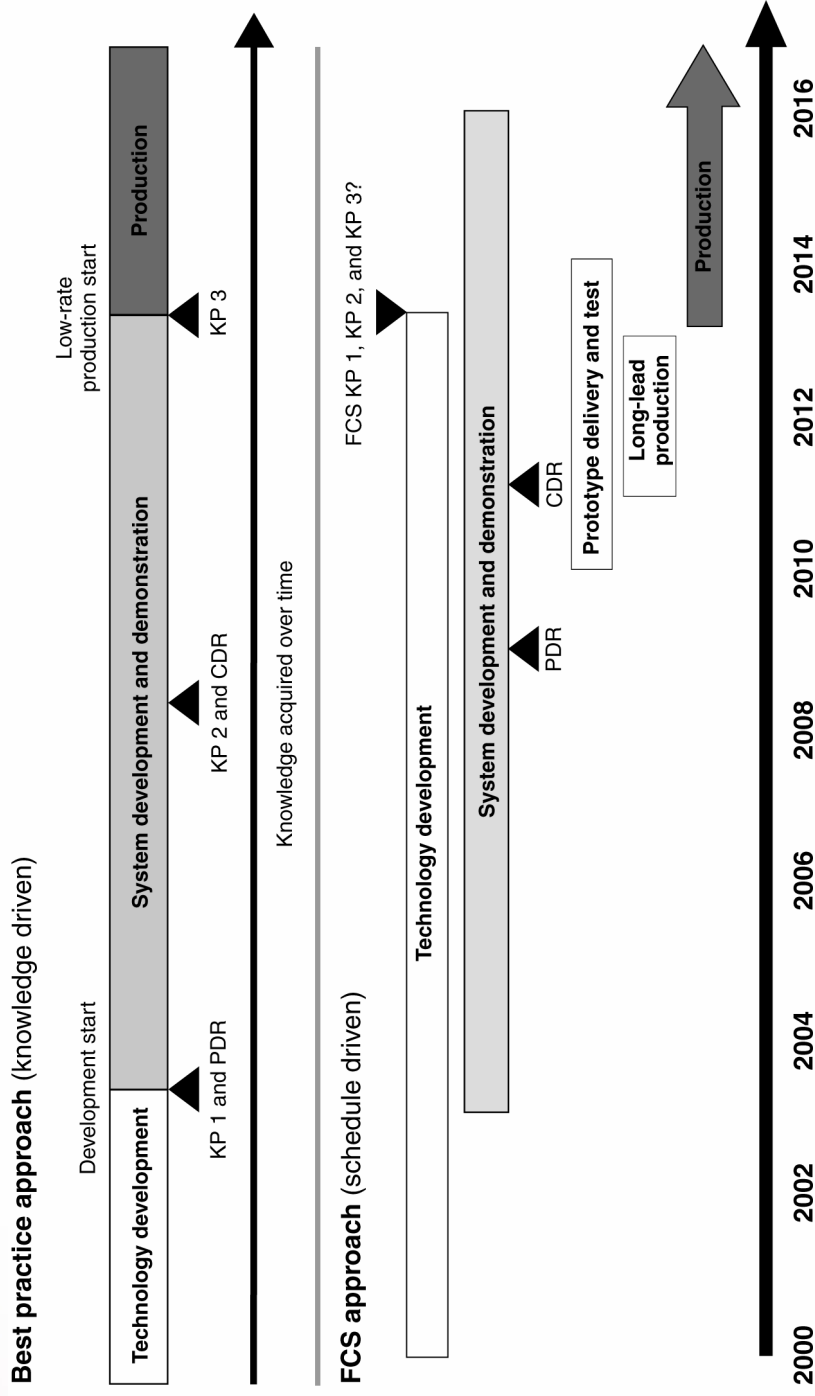 Best practice approach (knowledge driven)
Development start
Low-rate
production start
Technology development
System development and demonstration
Production
KP 1 and PDR
KP 2 and CDR
KP 3
Knowledge acquired over time
FCS approach (schedule driven)
FCS KP 1, KP 2, and KP 3?
Technology development
System development and demonstration
PDR
CDR
Prototype delivery and test
Long-lead
production
Production
2000
2002
2004
2006
2008
2010
2012
2014
2016